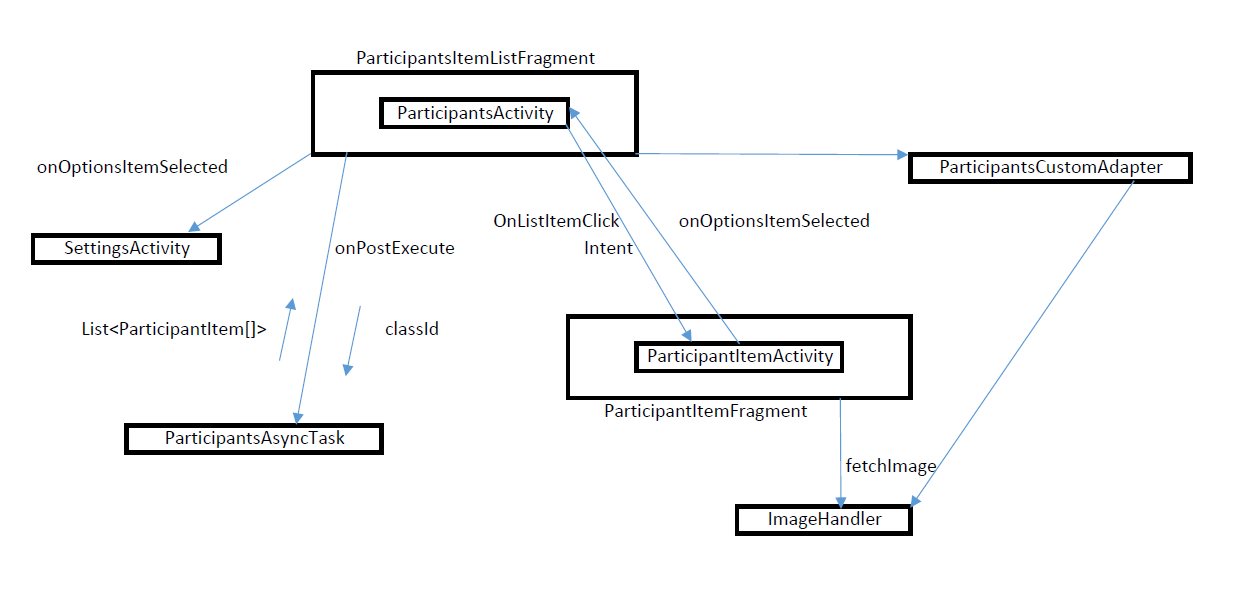 ParticipantsItemListFragment
ParticipantsActivity
onOptionsItemSelected
ParticipantsCustomAdapter
OnListItemClick
Intent
onOptionsItemSelected
SettingsActivity
onPostExecute
List<ParticipantItem[]>
classId
ParticipantItemActivity
ParticipantItemFragment
ParticipantsAsyncTask
fetchImage
ImageHandler